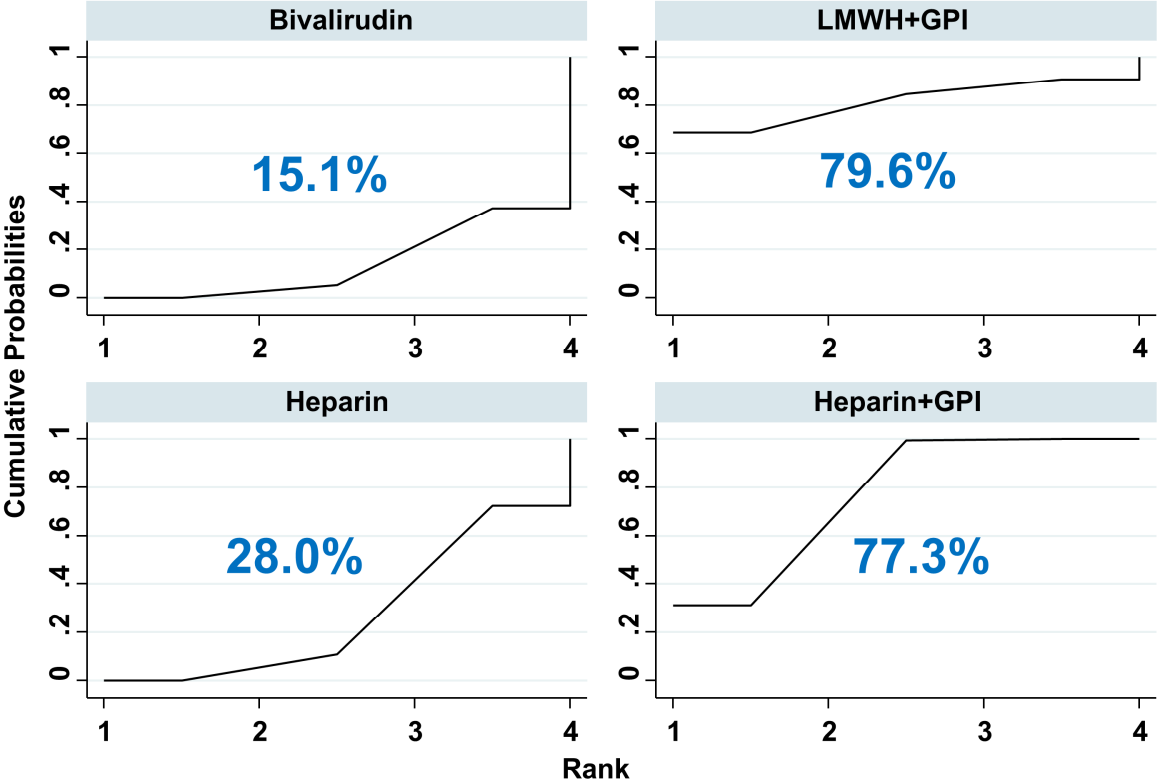 Bivalirudin
LMWH+GPI
Cumulative Probabilities
1
.8
.6
.4
.2
0
15.1%
1 2 3 4
1
.8
.6
.4
.2
0
79.6%
1 2 3 4
Heparin
Heparin+GPI
1
.8
.6
.4
.2
0
28.0%
1 2 3 4
1
.8
.6
.4
.2
0
77.3%
1 2 3 4
Rank